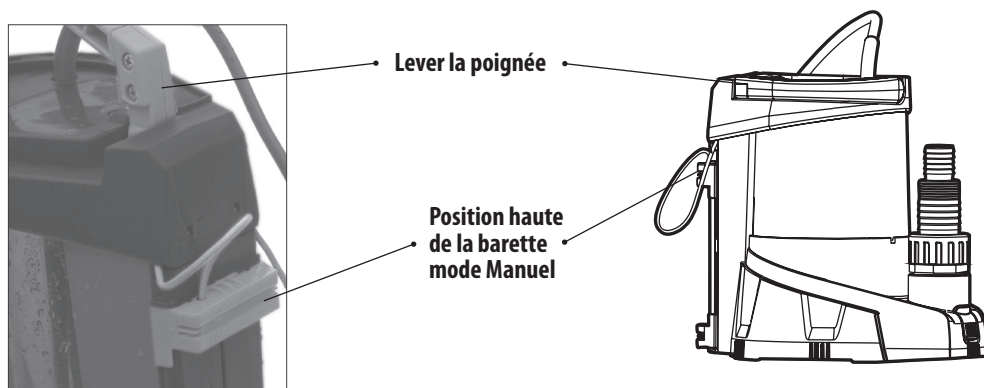 Lever la poignée
Position haute
de la barette
mode Manuel